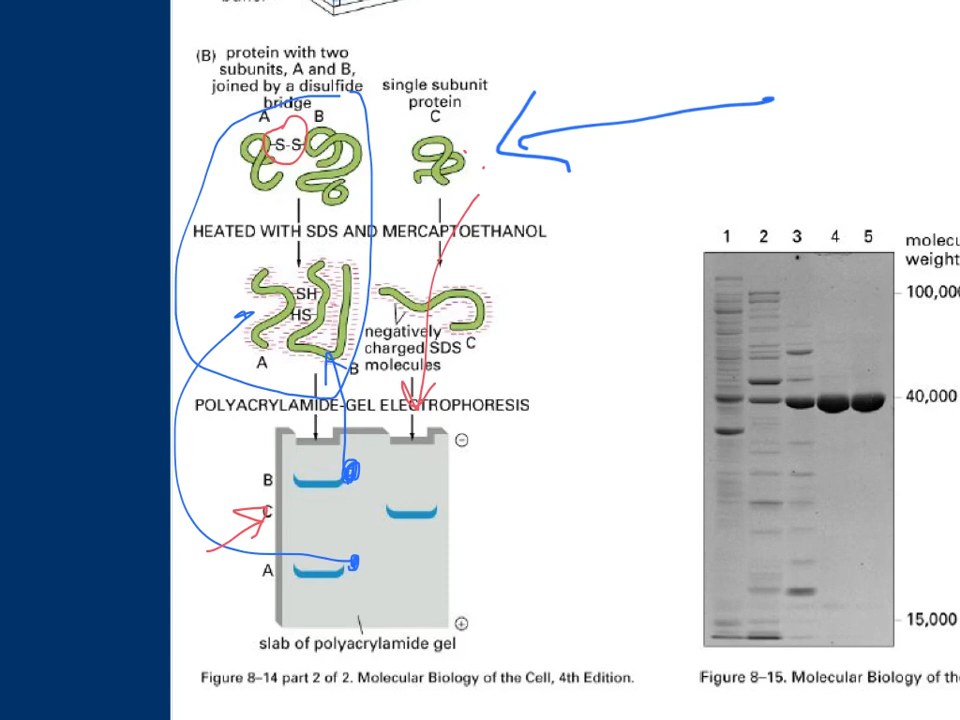 (B) protein with two
subunits, A and B,
joined by a disulfide
bridge
single subunit
protein
A B C
S-S
HEATED WITH SDS AND MERCAPTOETHANOL
SH
HS
A B C
negatively
charged SDS
molecules
POLYACRYLAMIDE-GEL ELECTROPHORESIS
B
C
A
slab of polyacrylamide gel
Figure 8–14 part 2 of 2. Molecular Biology of the Cell, 4th Edition.
1 2 3 4 5
100,000
40,000
15,000
Figure 8–15. Molecular Biology of